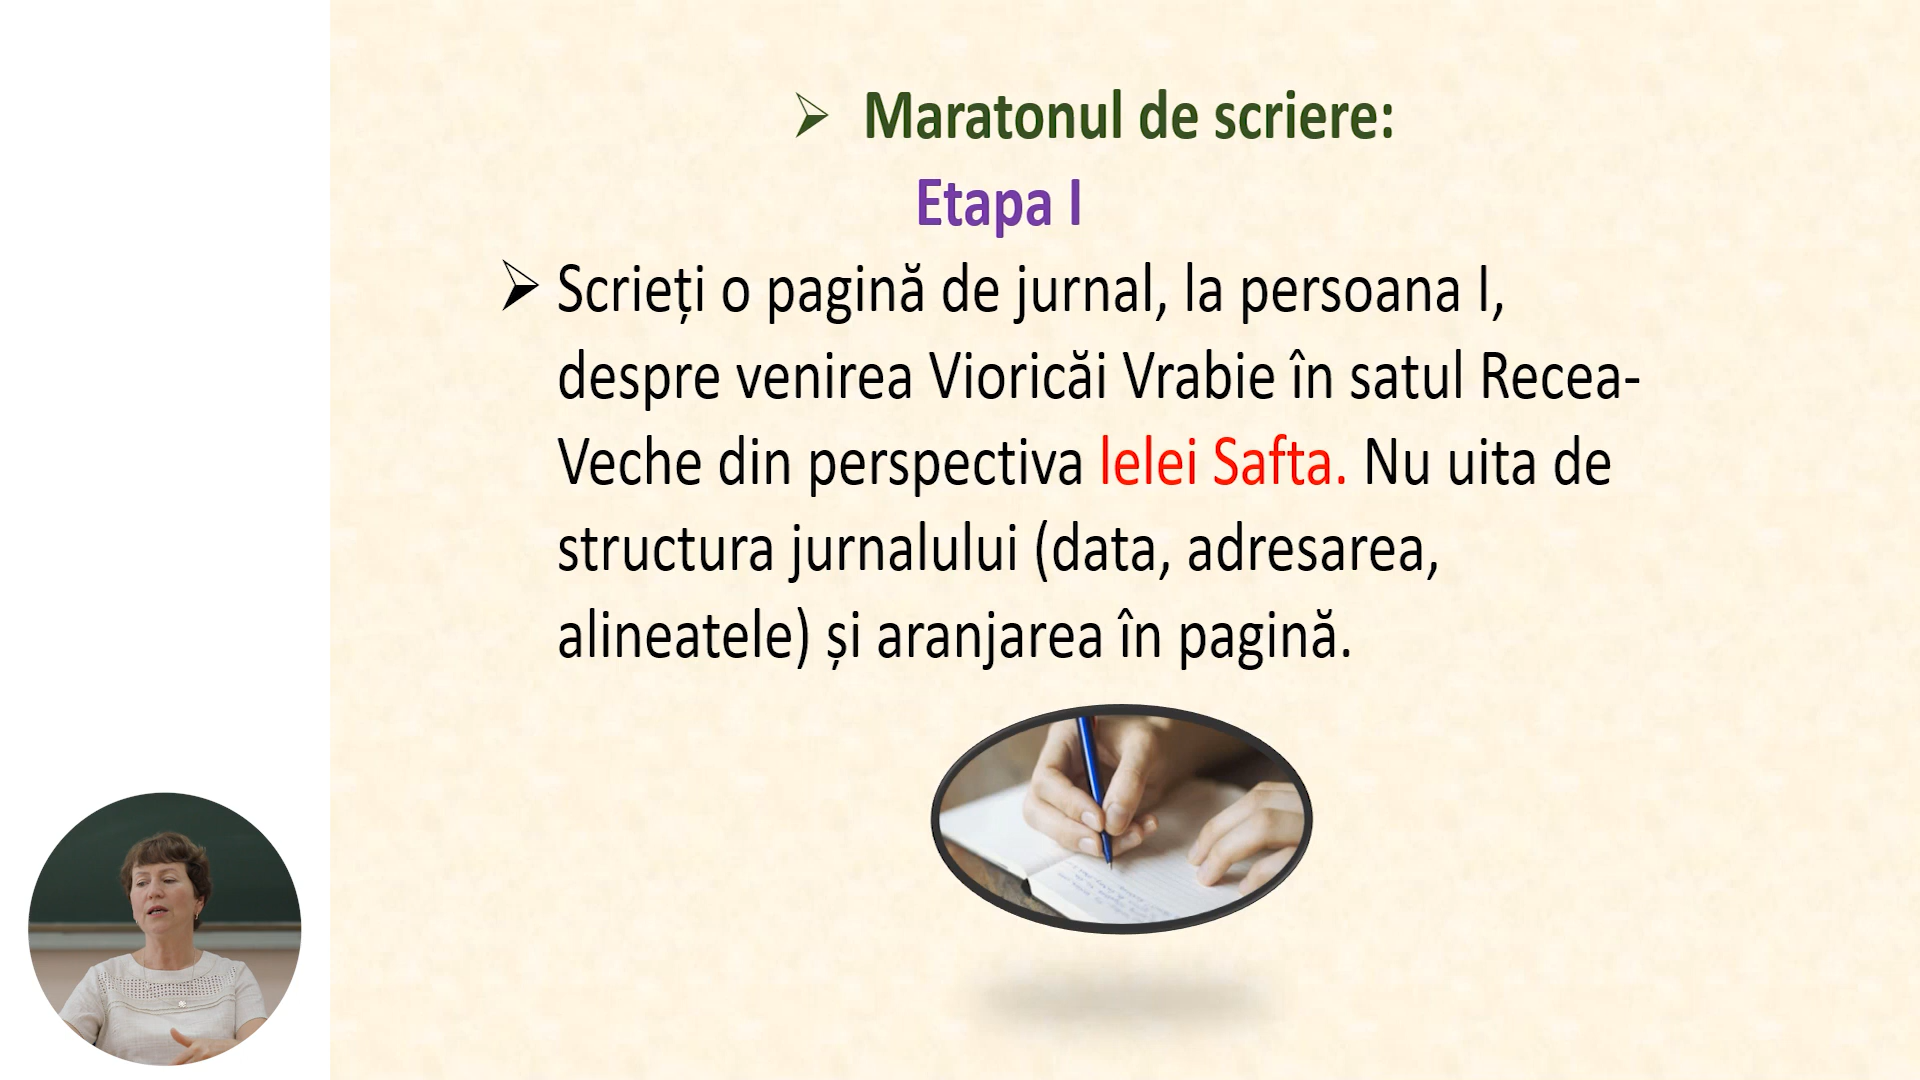 Maratonul de scriere:
Etapa I
Scrieți o pagină de jurnal, la persoana I,
despre venirea Vioricăi Vrabie în satul Recea-
Veche din perspectiva lelei Safta. Nu uita de
structura jurnalului (data, adresarea,
alineatele) și aranjarea în pagină.